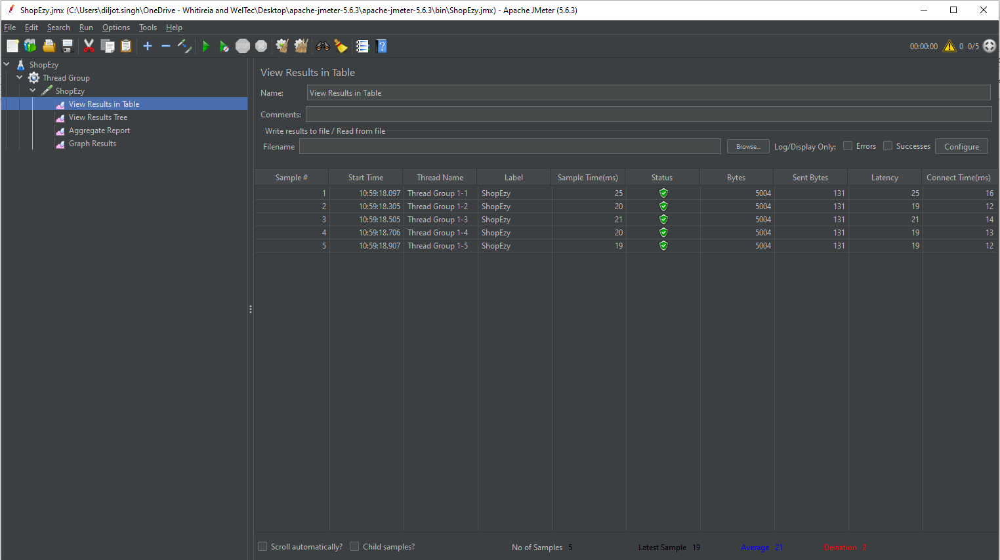 ShopEzy.jmx (C:\Users\diljot.singh\OneDrive - Whitireia and WelTec\Desktop\apache-jmeter-5.6.3\apache-jmeter-5.6.3\bin\ShopEzy.jmx) - Apache JMeter (5.6.3)
File Edit Search Run Options Tools Help
STOP 00:00:00 0 0/5
ShopEzy
Thread Group
ShopEzy
View Results in Table
View Results Tree
Aggregate Report
Graph Results
View Results in Table
Name: View Results in Table
Comments:
Write results to file / Read from file
Filename Browse... Log/Display Only: Errors Successes Configure
Sample # Start Time Thread Name Label Sample Time(ms) Status Bytes Sent Bytes Latency Connect Time(ms)
1 10:59:18.097 Thread Group 1-1 ShopEzy 25 5004 131 25 16
2 10:59:18.305 Thread Group 1-2 ShopEzy 20 5004 131 19 12
3 10:59:18.505 Thread Group 1-3 ShopEzy 21 5004 131 21 14
4 10:59:18.706 Thread Group 1-4 ShopEzy 20 5004 131 19 13
5 10:59:18.907 Thread Group 1-5 ShopEzy 19 5004 131 19 12
Scroll automatically? Child samples? No of Samples 5 Latest Sample 19 Average 21 Deviation 2